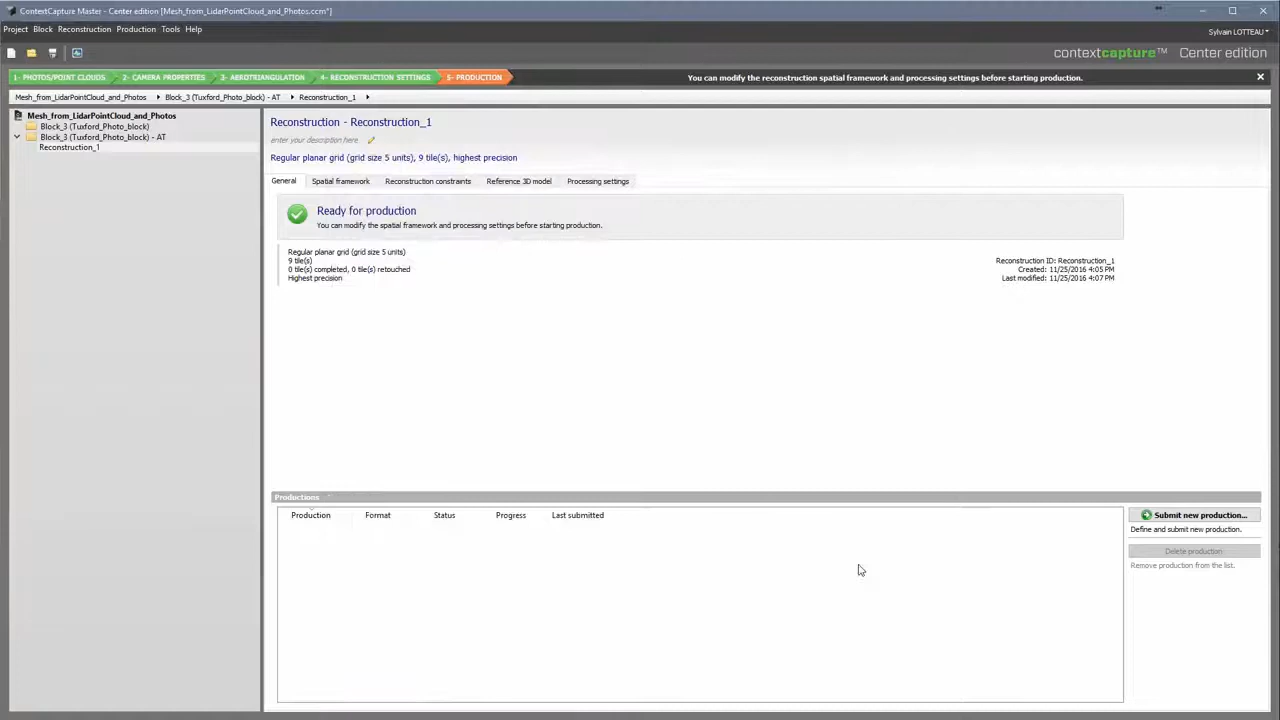 ContextCapture Master - Center edition [Mesh_from_LidarPointCloud_and_Photos.ccm*]
Project Block Reconstruction Production Tools Help
Sylvain LOTTEAU
contextcapture™ Center edition
1- PHOTOS/POINT CLOUDS 2- CAMERA PROPERTIES 3- AEROTRIANGULATION 4- RECONSTRUCTION SETTINGS 5- PRODUCTION
You can modify the reconstruction spatial framework and processing settings before starting production.
Mesh_from_LidarPointCloud_and_Photos Block_3 (Tuxford_Photo_block) - AT Reconstruction_1
Mesh_from_LidarPointCloud_and_Photos
Block_3 (Tuxford_Photo_block)
Block_3 (Tuxford_Photo_block) - AT
Reconstruction_1
Reconstruction - Reconstruction_1
enter your description here
Regular planar grid (grid size 5 units), 9 tile(s), highest precision
General Spatial framework Reconstruction constraints Reference 3D model Processing settings
Ready for production
You can modify the spatial framework and processing settings before starting production.
Regular planar grid (grid size 5 units)
9 tile(s)
0 tile(s) completed, 0 tile(s) retouched
Highest precision
Reconstruction ID: Reconstruction_1
Created: 11/25/2016 4:05 PM
Last modified: 11/25/2016 4:07 PM
Productions
Production Format Status Progress Last submitted
Submit new production...
Define and submit new production.
Delete production
Remove production from the list.